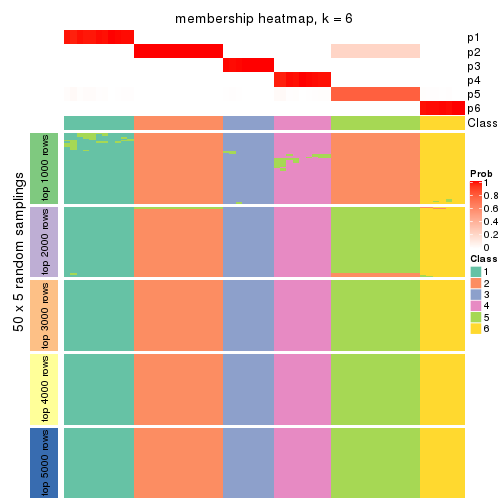 membership heatmap, k = 6
p1
p2
p3
p4
p5
p6
Class
50 x 5 random samplings
top 1000 rows
top 2000 rows
top 3000 rows
top 4000 rows
top 5000 rows
Prob
1
0.8
0.6
0.4
0.2
0
Class
1
2
3
4
5
6